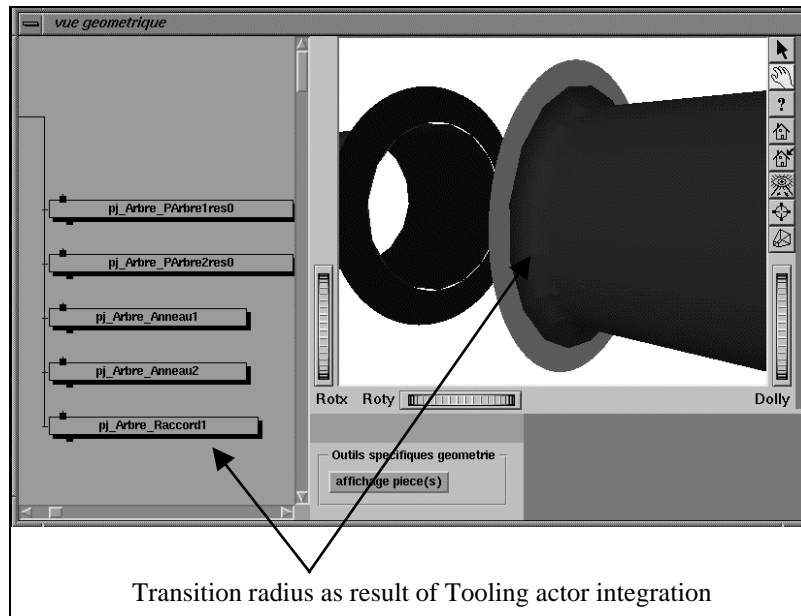 vue geometrique
pj_Arbre_PArbre1res0
pj_Arbre_PArbre2res0
pj_Arbre_Anneau1
pj_Arbre_Anneau2
pj_Arbre_Raccord1
?
Rotx Roty Dolly
Outils specifiques geometrie
affichage piece(s)
Transition radius as result of Tooling actor integration